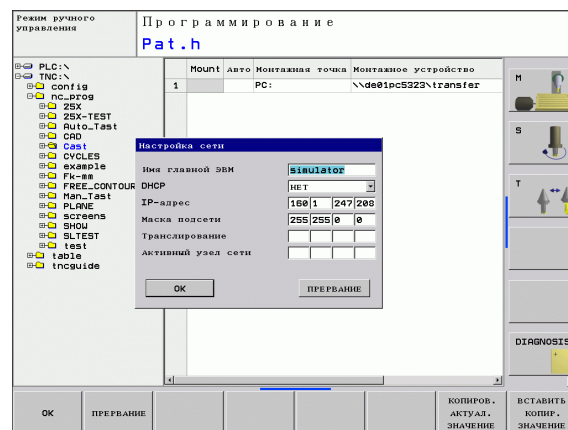 Режим ручного
управления
Программирование
Pat.h
PLC:\
TNC:\
config
nc_prog
25X
25X-TEST
Auto_Tast
CAD
Cast
CYCLES
example
Fk-mm
FREE_CONTOUR
Man_Tast
PLANE
screens
SHOW
SLTEST
test
table
tncguide
Mount Авто Монтажная точка Монтажное устройство
1 PC: \\de01pc5323\transfer
Настройка сети
Имя главной ЭВМ simulator
DHCP НЕТ
IP-адрес 160 1 247 208
Маска подсети 255 255 0 0
Транслирование
Активный узел сети
OK ПРЕРВАНИЕ
M
S
T
DIAGNOSIS
OK ПРЕРВАНИЕ
КОПИРОВ.
АКТУАЛ.
ЗНАЧЕНИЕ
ВСТАВИТЬ
КОПИР.
ЗНАЧЕНИЕ